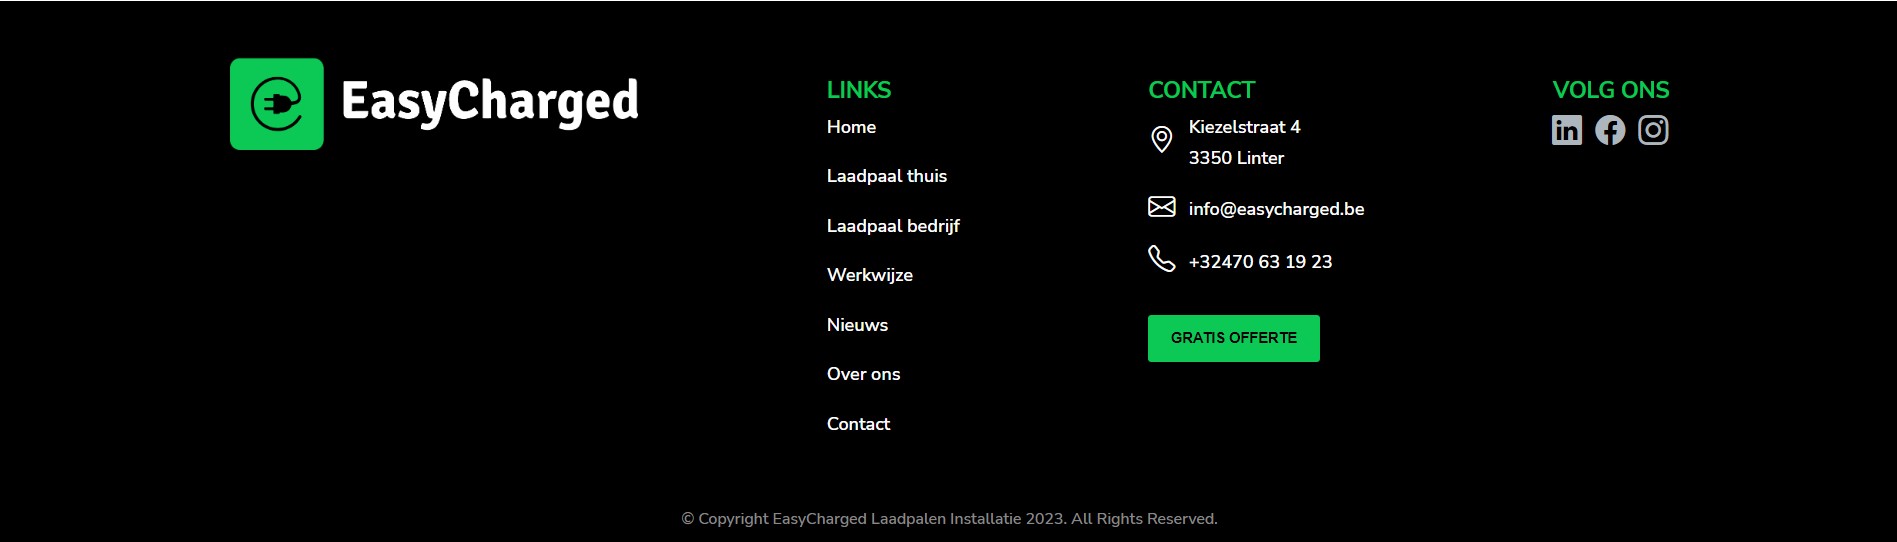 EasyCharged
LINKS
Home
Laadpaal thuis
Laadpaal bedrijf
Werkwijze
Nieuws
Over ons
Contact
CONTACT
Kiezelstraat 4
3350 Linter
info@easycharged.be
+32470 63 19 23
GRATIS OFFERTE
VOLG ONS
© Copyright EasyCharged Laadpalen Installatie 2023. All Rights Reserved.